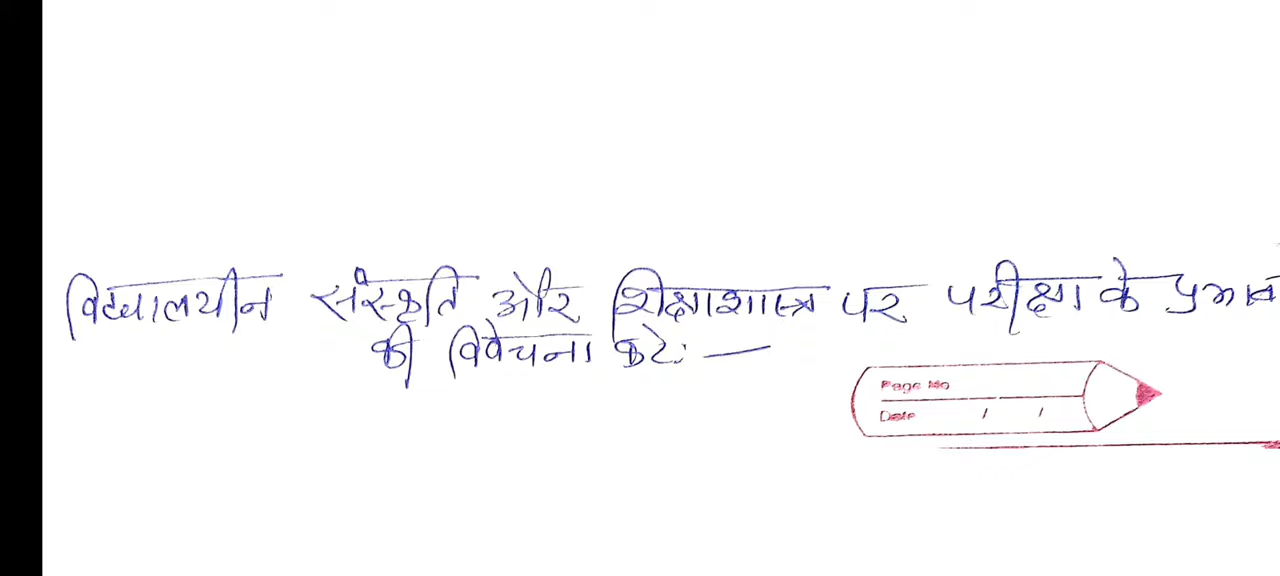 विद्यालयीन संस्कृति और शिक्षाशास्त्र पर परीक्षा के प्रभाव
की विवेचना करे: —
Page No
Date / /